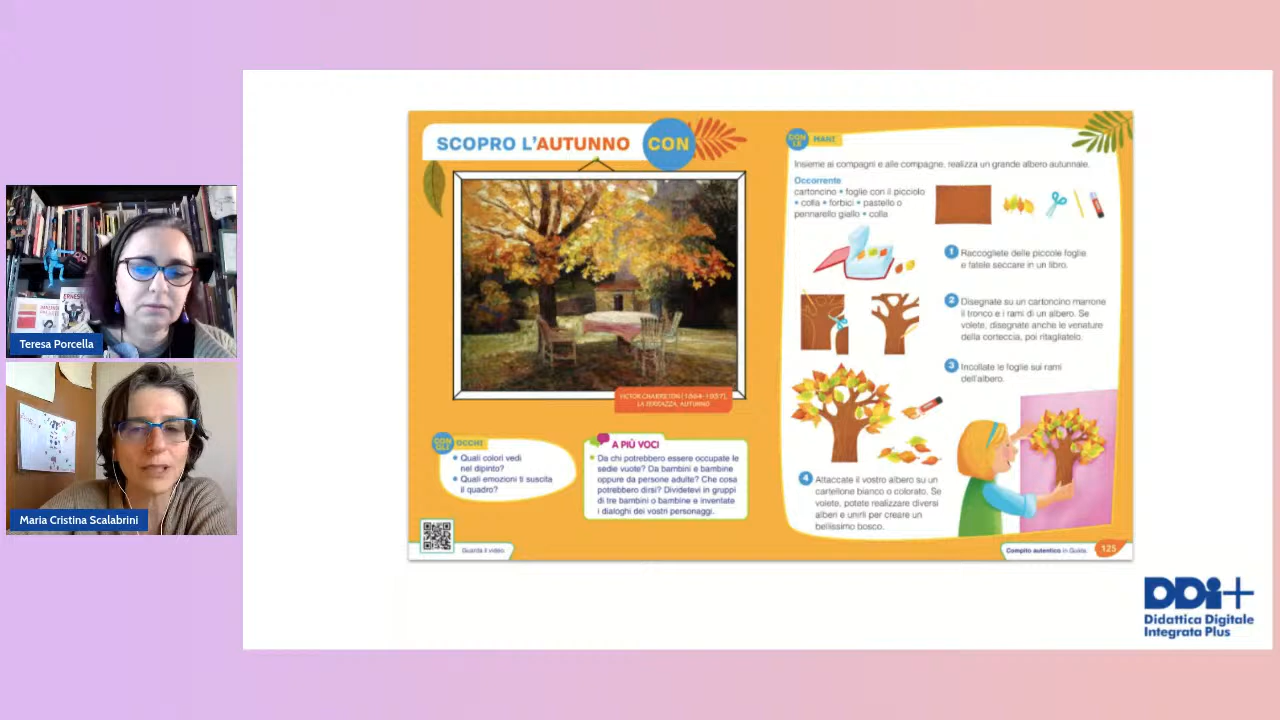 SCOPRO L'AUTUNNO CON
VICTOR CHARRETON (1864-1937),
LA TERRAZZA, AUTUNNO
CON GLI OCCHI
• Quali colori vedi
nel dipinto?
• Quali emozioni ti suscita
il quadro?
A PIÙ VOCI
• Da chi potrebbero essere occupate le
sedie vuote? Da bambini e bambine
oppure da persone adulte? Che cosa
potrebbero dirsi? Dividetevi in gruppi
di tre bambini o bambine e inventate
i dialoghi dei vostri personaggi.
Guarda il video.
CON LE MANI
Insieme ai compagni e alle compagne, realizza un grande albero autunnale.
Occorrente
cartoncino • foglie con il picciolo
• colla • forbici • pastello o
pennarello giallo • colla
1 Raccogliete delle piccole foglie
e fatele seccare in un libro.
2 Disegnate su un cartoncino marrone
il tronco e i rami di un albero. Se
volete, disegnate anche le venature
della corteccia, poi ritagliatelo.
3 Incollate le foglie sui rami
dell'albero.
4 Attaccate il vostro albero su un
cartellone bianco o colorato. Se
volete, potete realizzare diversi
alberi e unirli per creare un
bellissimo bosco.
Compito autentico in Guida.
125
Teresa Porcella
Maria Cristina Scalabrini
DDi+
Didattica Digitale
Integrata Plus